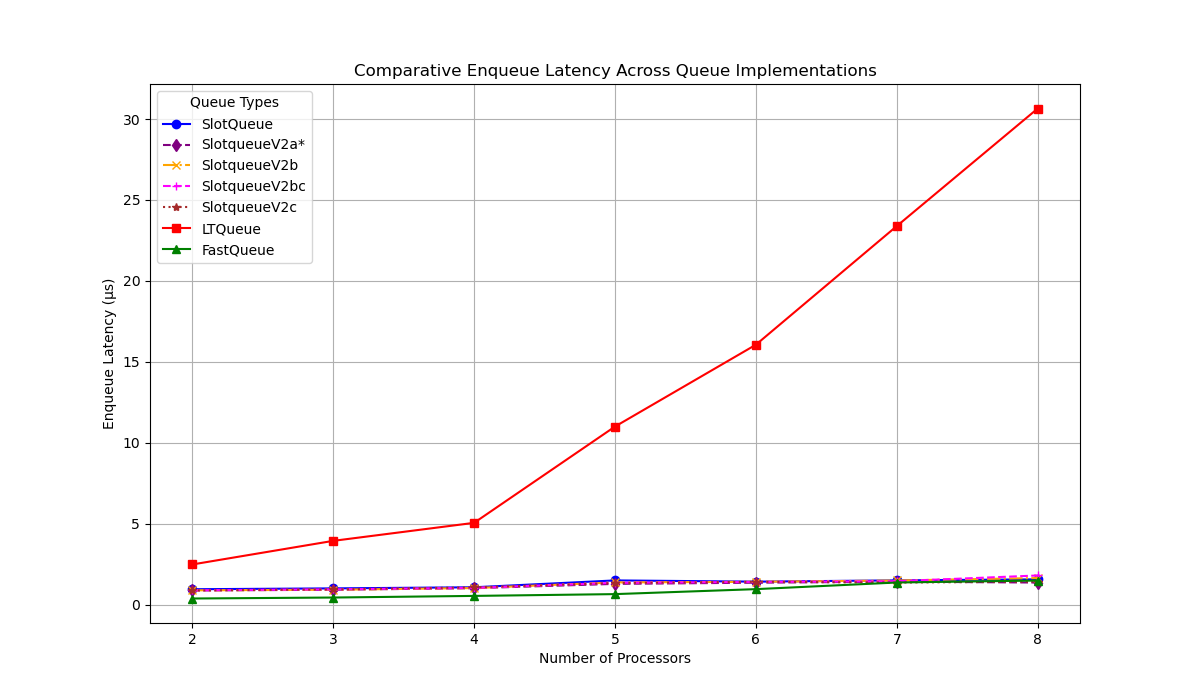 Comparative Enqueue Latency Across Queue Implementations
Queue Types
SlotQueue
SlotqueueV2a*
SlotqueueV2b
SlotqueueV2bc
SlotqueueV2c
LTQueue
FastQueue
Enqueue Latency (µs)
30
25
20
15
10
5
0
2 3 4 5 6 7 8
Number of Processors